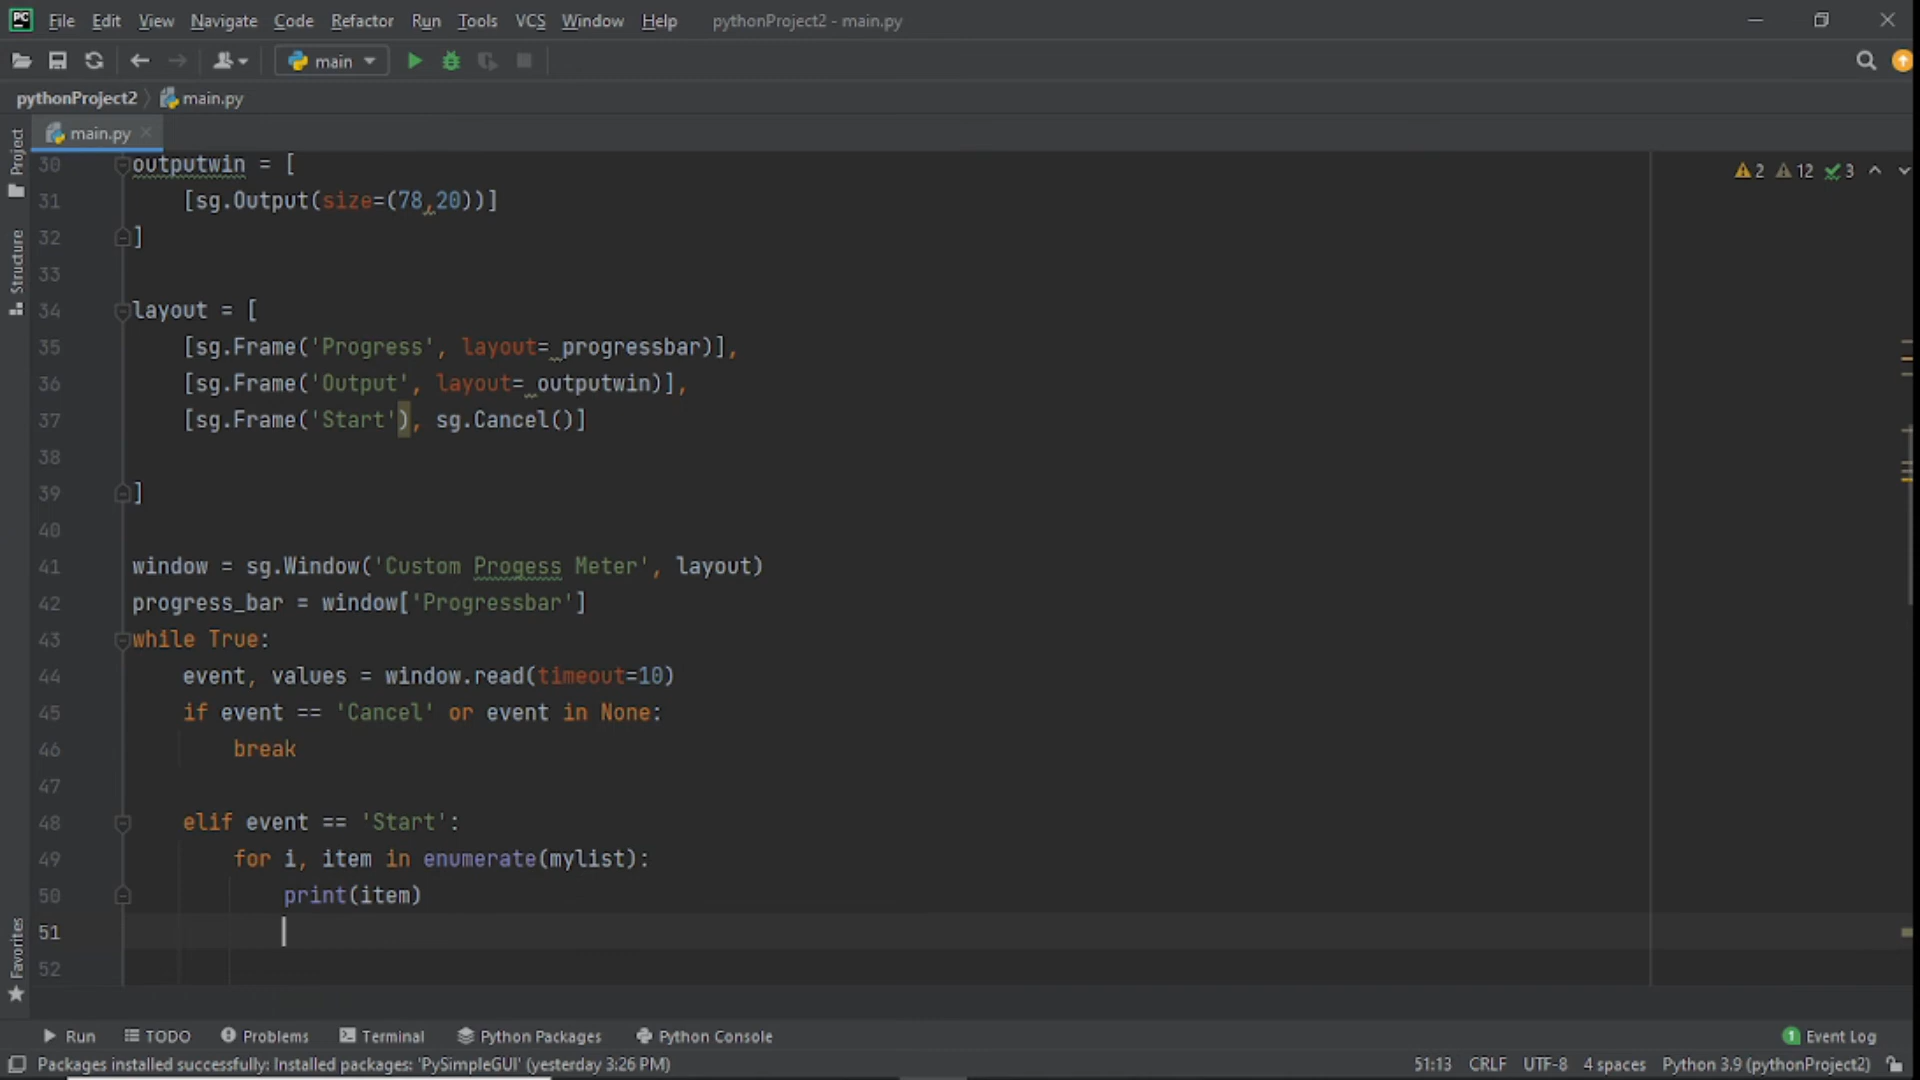 PC File Edit View Navigate Code Refactor Run Tools VCS Window Help pythonProject2 - main.py
main
pythonProject2 main.py
main.py
Project
Structure
Favorites
2 12 3
30 outputwin = [
31 [sg.Output(size=(78,20))]
32 ]
33
34 layout = [
35 [sg.Frame('Progress', layout= progressbar)],
36 [sg.Frame('Output', layout= outputwin)],
37 [sg.Frame('Start'), sg.Cancel()]
38
39 ]
40
41 window = sg.Window('Custom Progess Meter', layout)
42 progress_bar = window['Progressbar']
43 while True:
44 event, values = window.read(timeout=10)
45 if event == 'Cancel' or event in None:
46 break
47
48 elif event == 'Start':
49 for i, item in enumerate(mylist):
50 print(item)
51
52
Run TODO Problems Terminal Python Packages Python Console 1 Event Log
Packages installed successfully: Installed packages: 'PySimpleGUI' (yesterday 3:26 PM) 51:13 CRLF UTF-8 4 spaces Python 3.9 (pythonProject2)